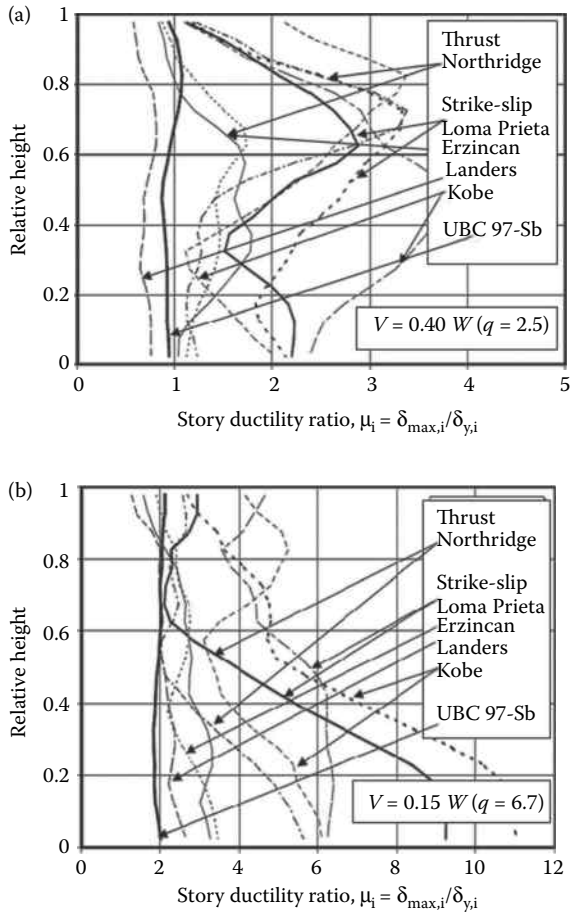 (a)
1
0.8
0.6
0.4
0.2
0
Relative height
Thrust
Northridge
Strike-slip
Loma Prieta
Erzincan
Landers
Kobe
UBC 97-Sb
V = 0.40 W (q = 2.5)
0 1 2 3 4 5
Story ductility ratio, μi = δmax,i/δy,i
(b)
1
0.8
0.6
0.4
0.2
0
Relative height
Thrust
Northridge
Strike-slip
Loma Prieta
Erzincan
Landers
Kobe
UBC 97-Sb
V = 0.15 W (q = 6.7)
0 2 4 6 8 10 12
Story ductility ratio, μi = δmax,i/δy,i